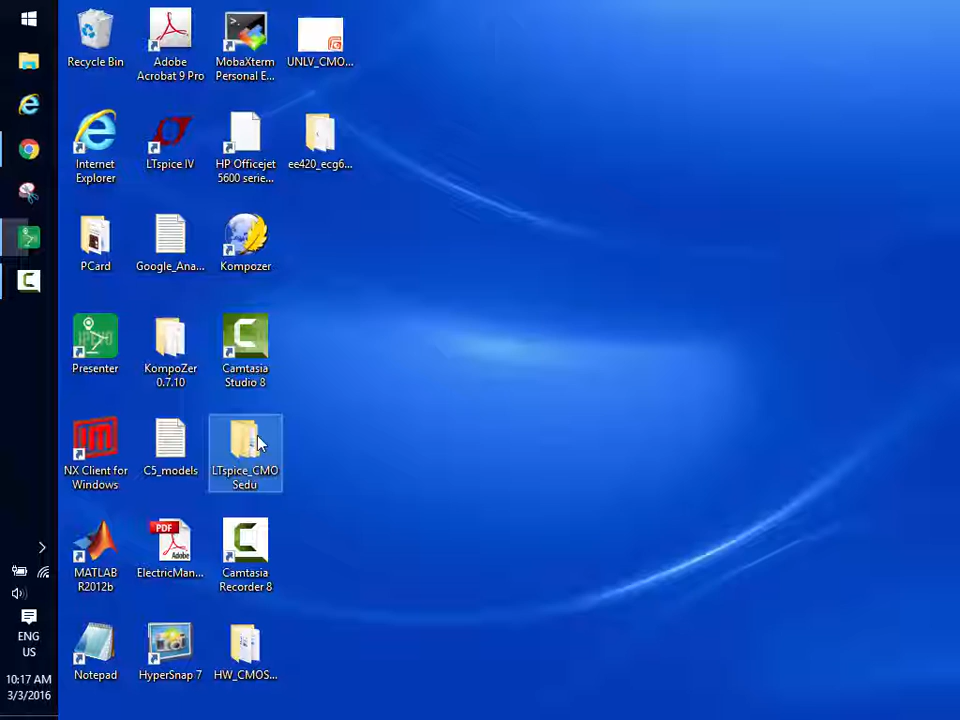 Recycle Bin
Adobe
Acrobat 9 Pro
MobaXterm
Personal E...
UNLV_CMO...
Internet
Explorer
LTspice IV
HP Officejet
5600 serie...
ee420_ecg6...
PCard
Google_Ana...
Kompozer
IPEVO
Presenter
KompoZer
0.7.10
Camtasia
Studio 8
NX Client for
Windows
C5_models
LTspice_CMO
Sedu
MATLAB
R2012b
PDF
Adobe
ElectricMan...
Camtasia
Recorder 8
Notepad
HyperSnap 7
HW_CMOS...
ENG
US
10:17 AM
3/3/2016